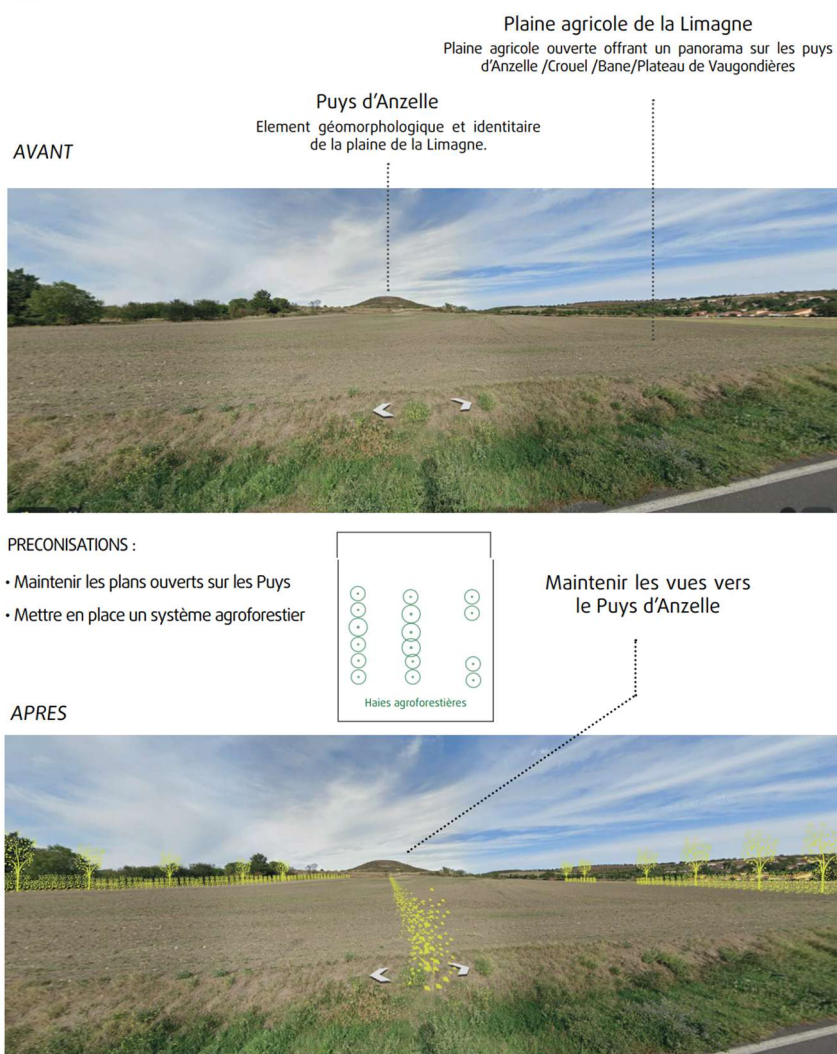 Plaine agricole de la Limagne
Plaine agricole ouverte offrant un panorama sur les puys
d'Anzelle /Crouel /Bane/Plateau de Vaugondières
Puys d'Anzelle
Element géomorphologique et identitaire
de la plaine de la Limagne.
AVANT
PRECONISATIONS :
• Maintenir les plans ouverts sur les Puys
• Mettre en place un système agroforestier
Haies agroforestières
Maintenir les vues vers
le Puys d'Anzelle
APRES